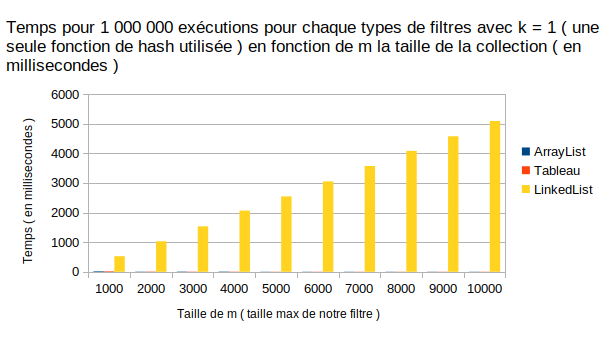 Temps pour 1 000 000 exécutions pour chaque types de filtres avec k = 1 ( une
seule fonction de hash utilisée ) en fonction de m la taille de la collection ( en
millisecondes )
6000
5000
4000
3000
2000
1000
0
Temps ( en millisecondes )
ArrayList
Tableau
LinkedList
1000 2000 3000 4000 5000 6000 7000 8000 9000 10000
Taille de m ( taille max de notre filtre )